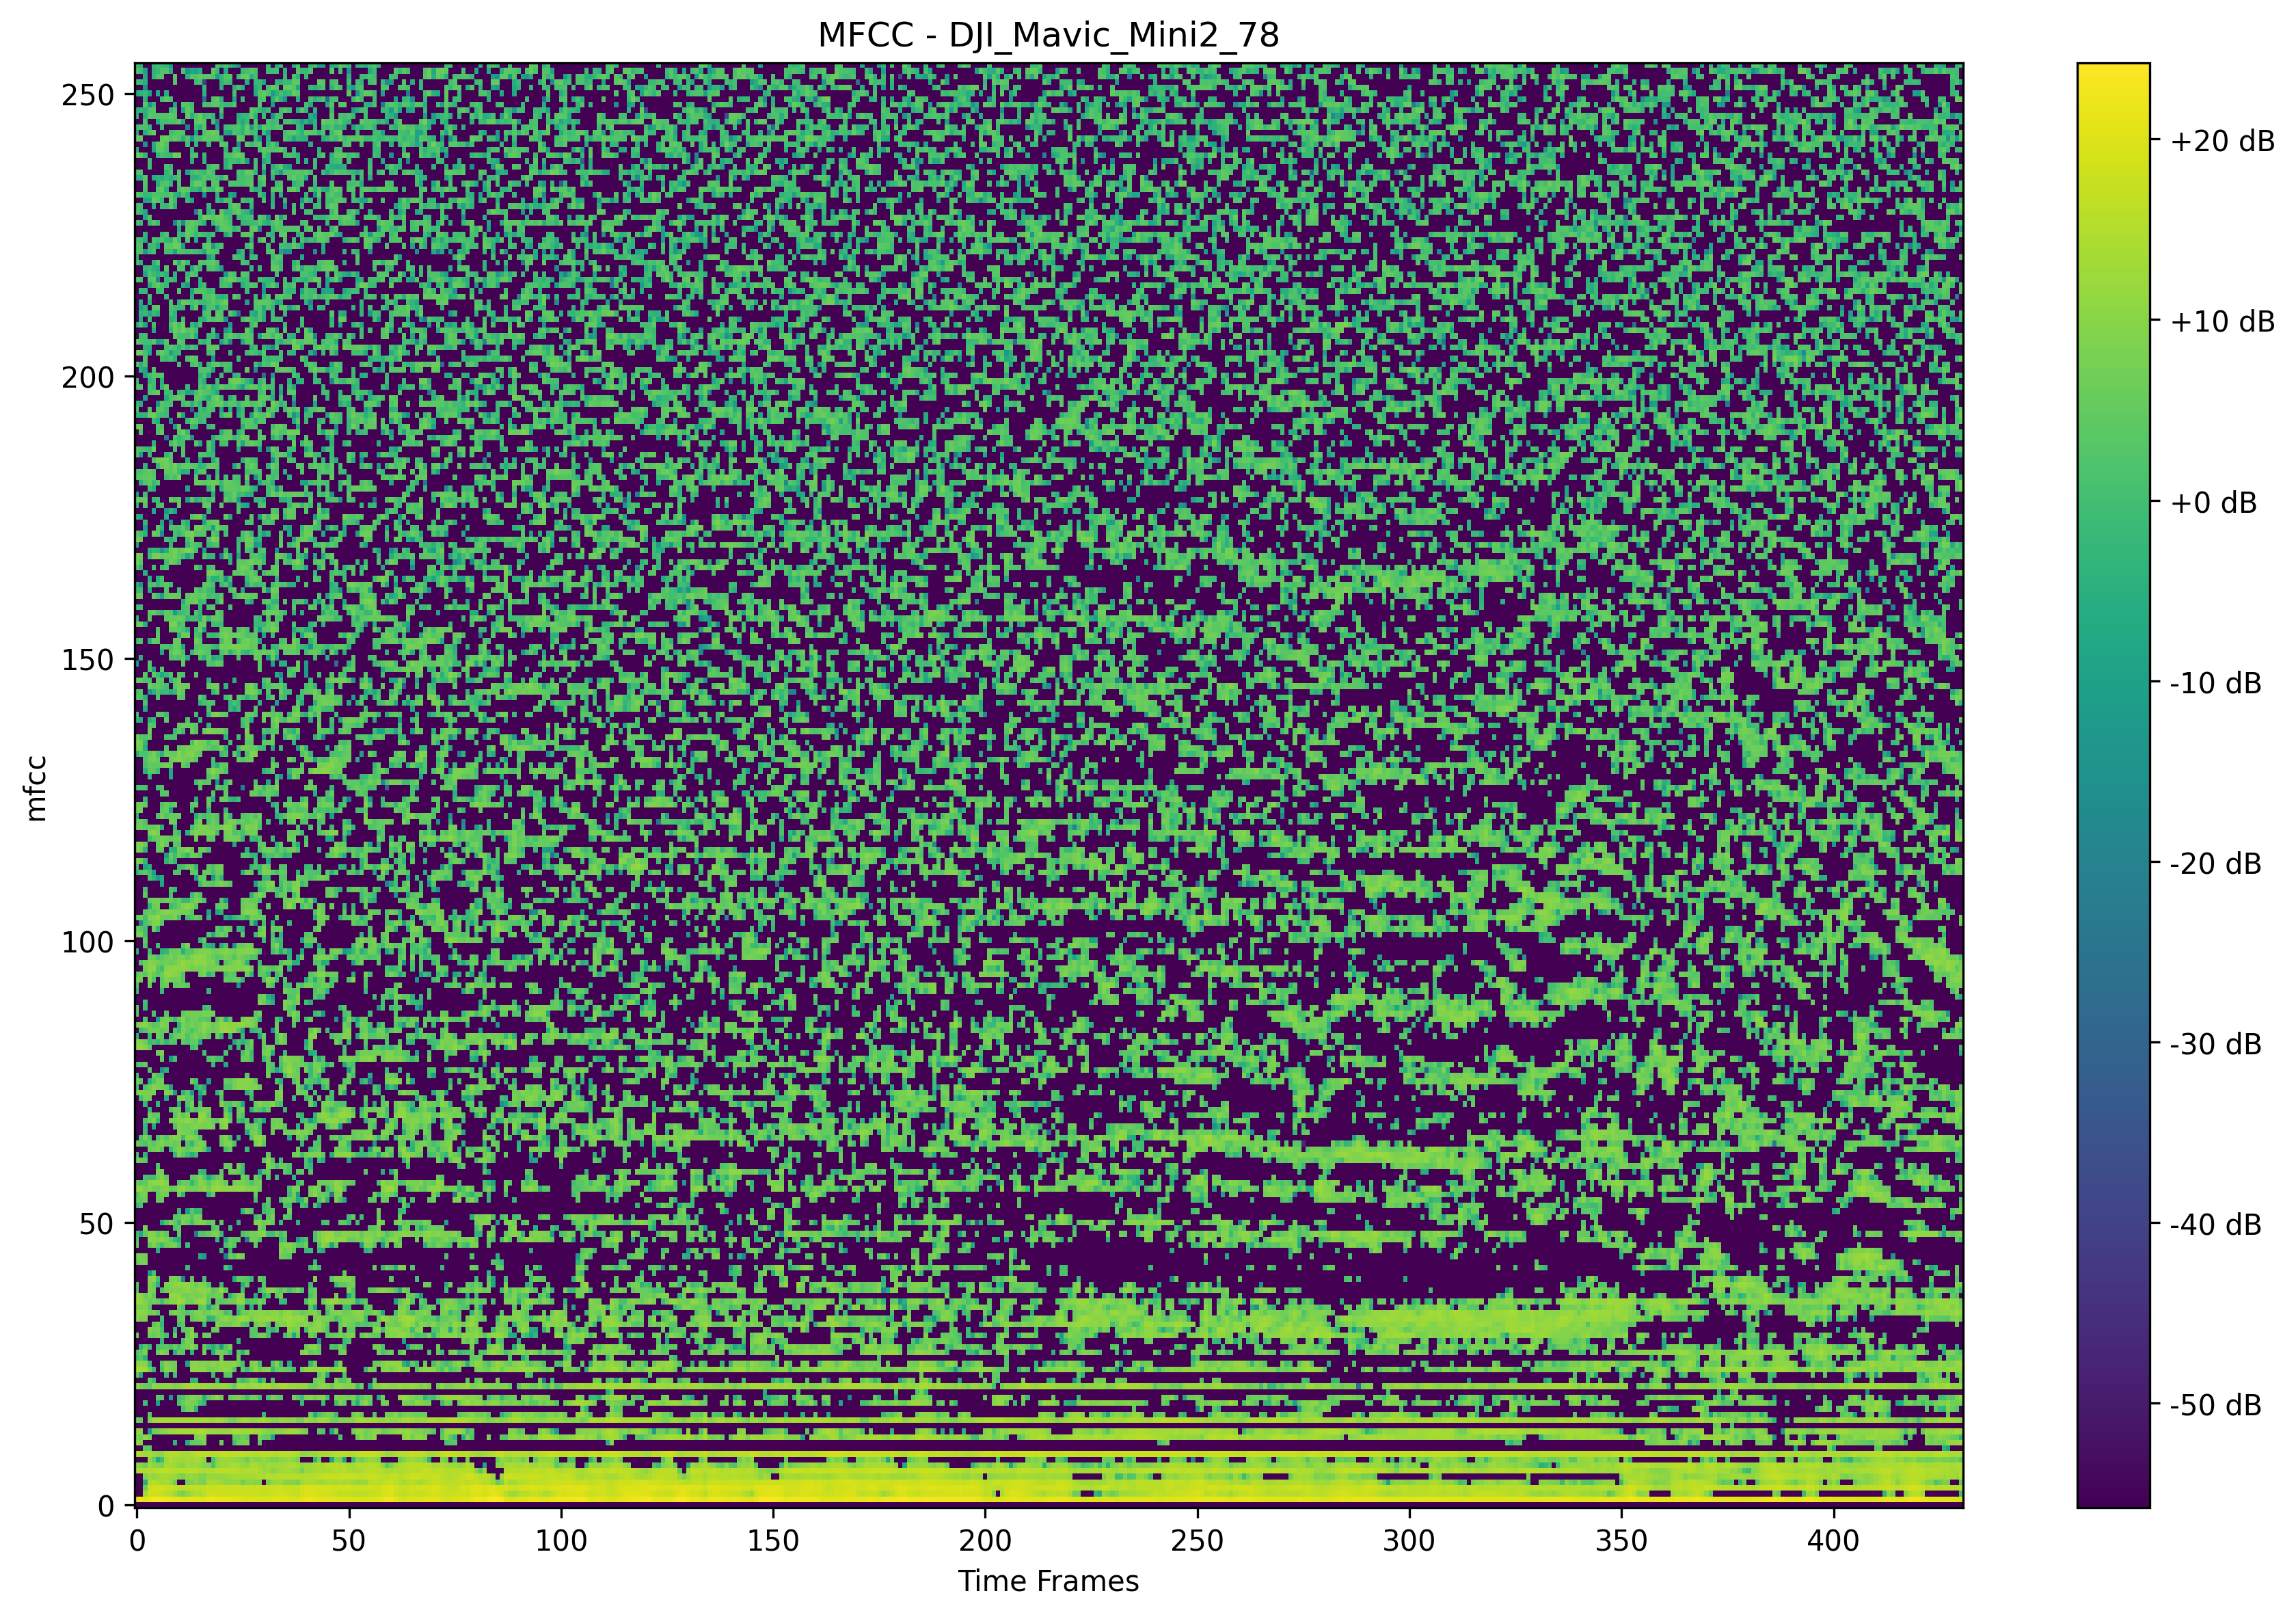 MFCC - DJI_Mavic_Mini2_78
250
200
150
100
50
0
mfcc
0 50 100 150 200 250 300 350 400
Time Frames
+20 dB
+10 dB
+0 dB
-10 dB
-20 dB
-30 dB
-40 dB
-50 dB